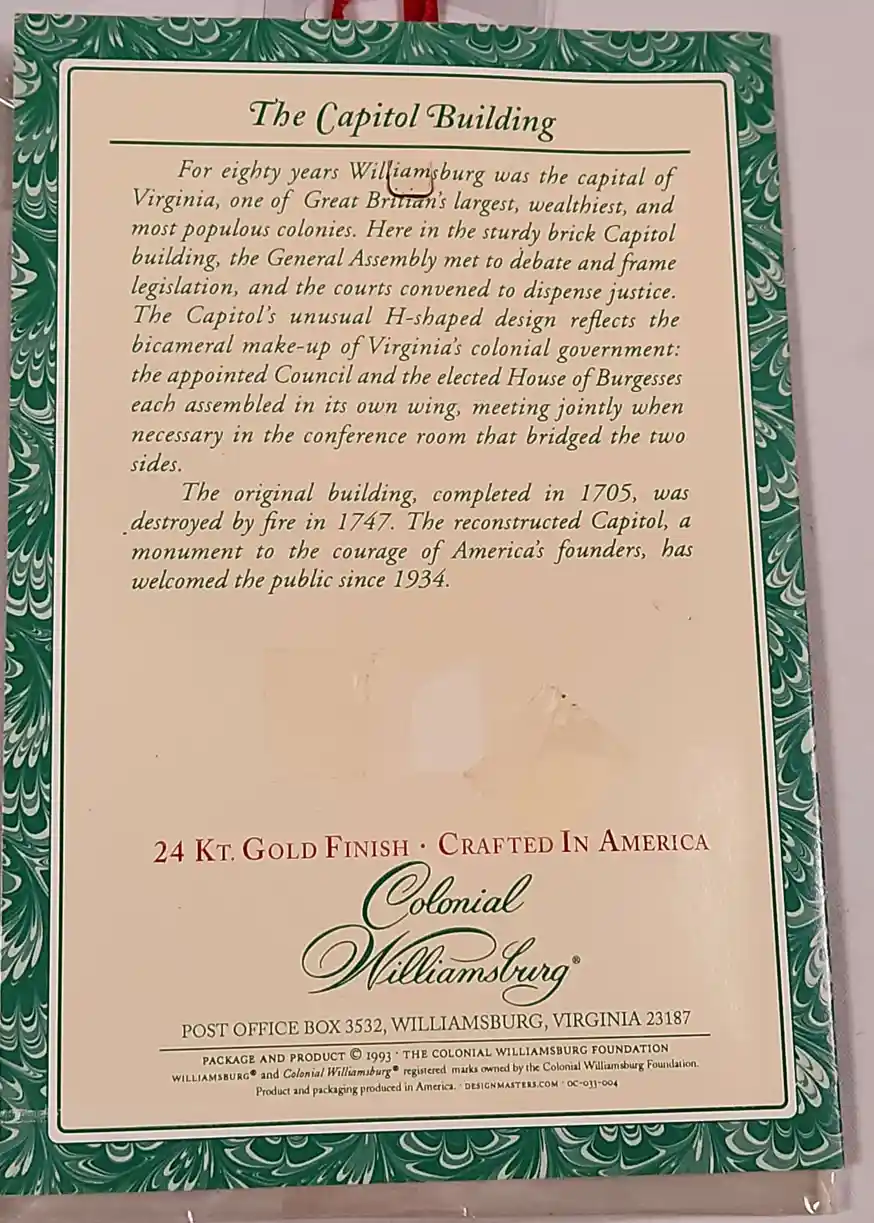 The Capitol Building
For eighty years Williamsburg was the capital of
Virginia, one of Great Britian's largest, wealthiest, and
most populous colonies. Here in the sturdy brick Capitol
building, the General Assembly met to debate and frame
legislation, and the courts convened to dispense justice.
The Capitol's unusual H-shaped design reflects the
bicameral make-up of Virginia's colonial government:
the appointed Council and the elected House of Burgesses
each assembled in its own wing, meeting jointly when
necessary in the conference room that bridged the two
sides.
The original building, completed in 1705, was
destroyed by fire in 1747. The reconstructed Capitol, a
monument to the courage of America's founders, has
welcomed the public since 1934.
24 KT. GOLD FINISH · CRAFTED IN AMERICA
Colonial
Williamsburg®
POST OFFICE BOX 3532, WILLIAMSBURG, VIRGINIA 23187
PACKAGE AND PRODUCT © 1993 · THE COLONIAL WILLIAMSBURG FOUNDATION
WILLIAMSBURG® and Colonial Williamsburg® registered marks owned by the Colonial Williamsburg Foundation.
Product and packaging produced in America. · DESIGNMASTERS.COM · OC-033-004